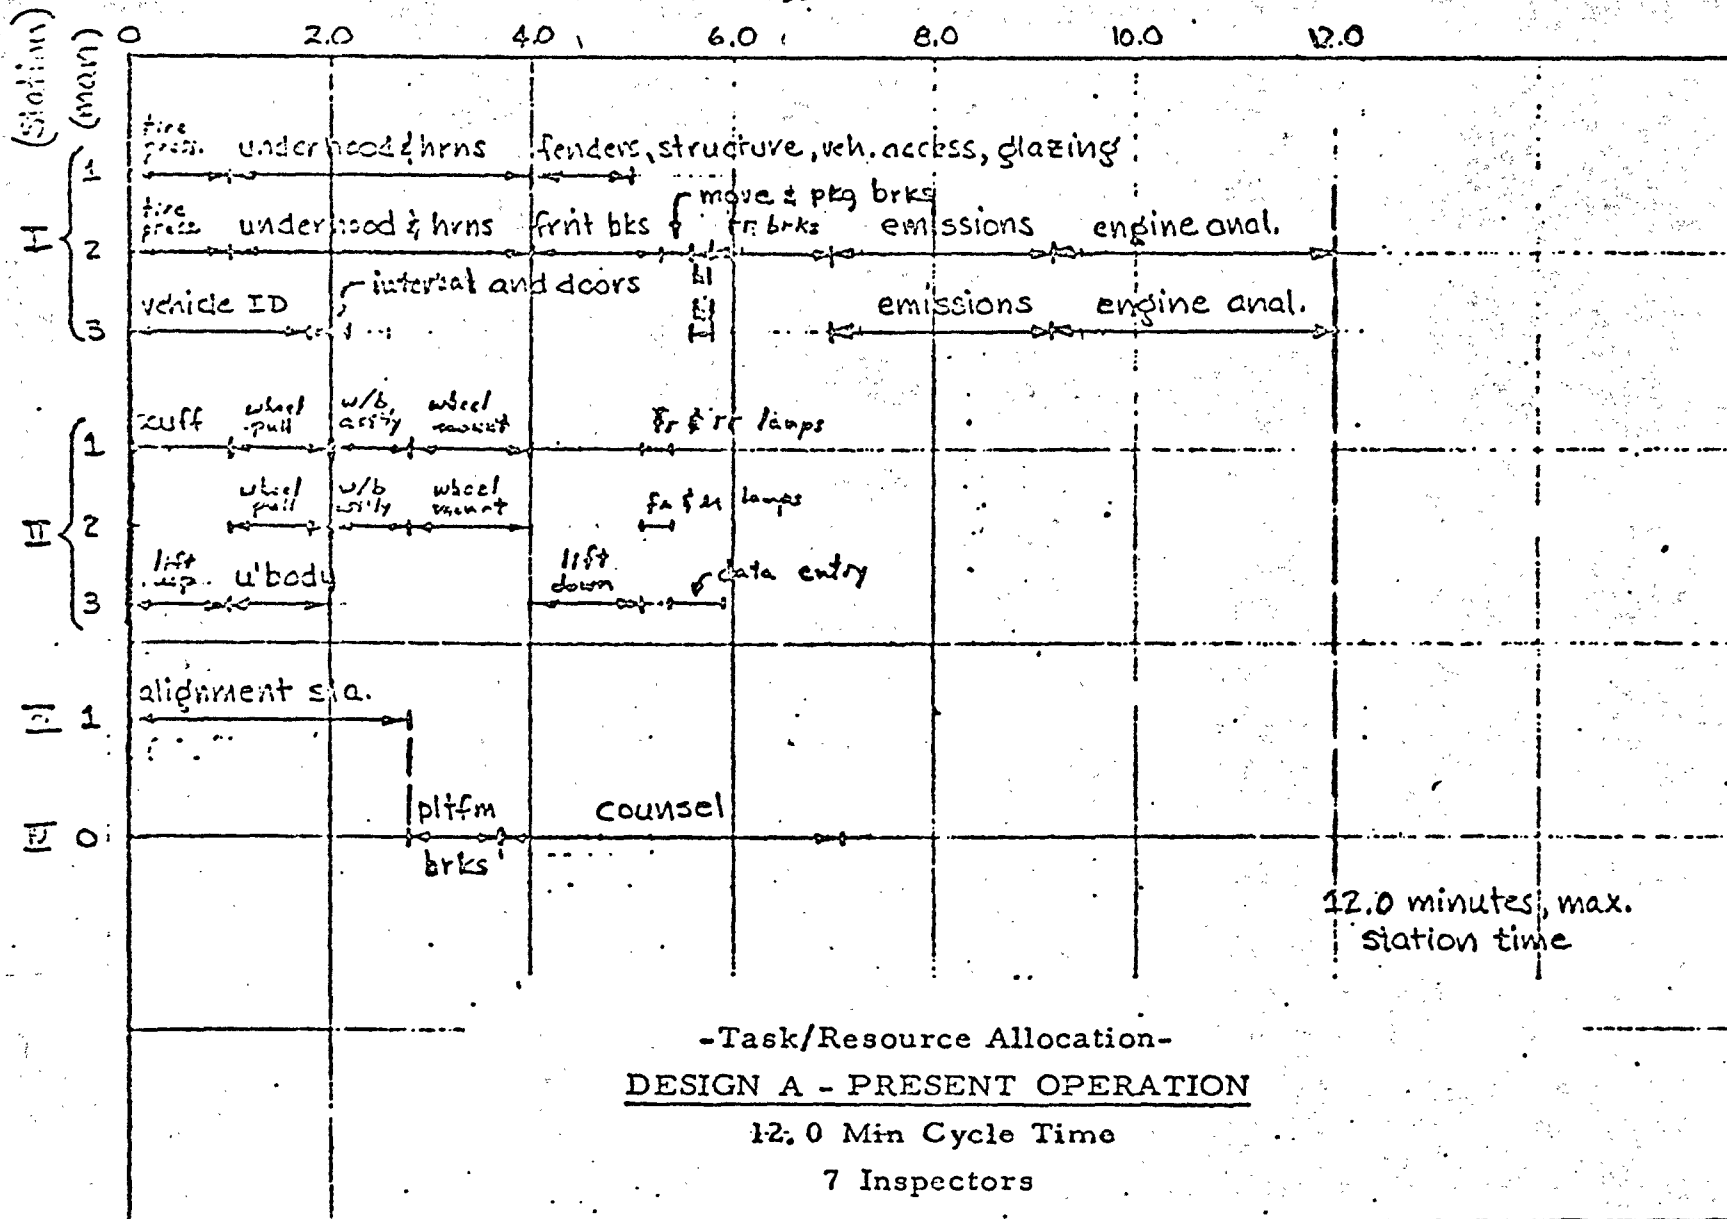 (Station) (man) 0 2.0 4.0 6.0 8.0 10.0 12.0
I
1 tire press. underhood & hrns fenders, structure, veh. access, glazing
move & pkg brks
2 tire press. underhood & hrns frnt bks rr brks emissions engine anal.
internal and doors
3 vehicle ID emissions engine anal.
II
1 scuff wheel pull w/b assy wheel mount fr & rr lamps
2 wheel pull w/b assy wheel mount fr & rr lamps
3 lift up u'body lift down data entry
1 alignment sta.
0 pltfm brks counsel
12.0 minutes, max.
station time
-Task/Resource Allocation-
DESIGN A - PRESENT OPERATION
12.0 Min Cycle Time
7 Inspectors